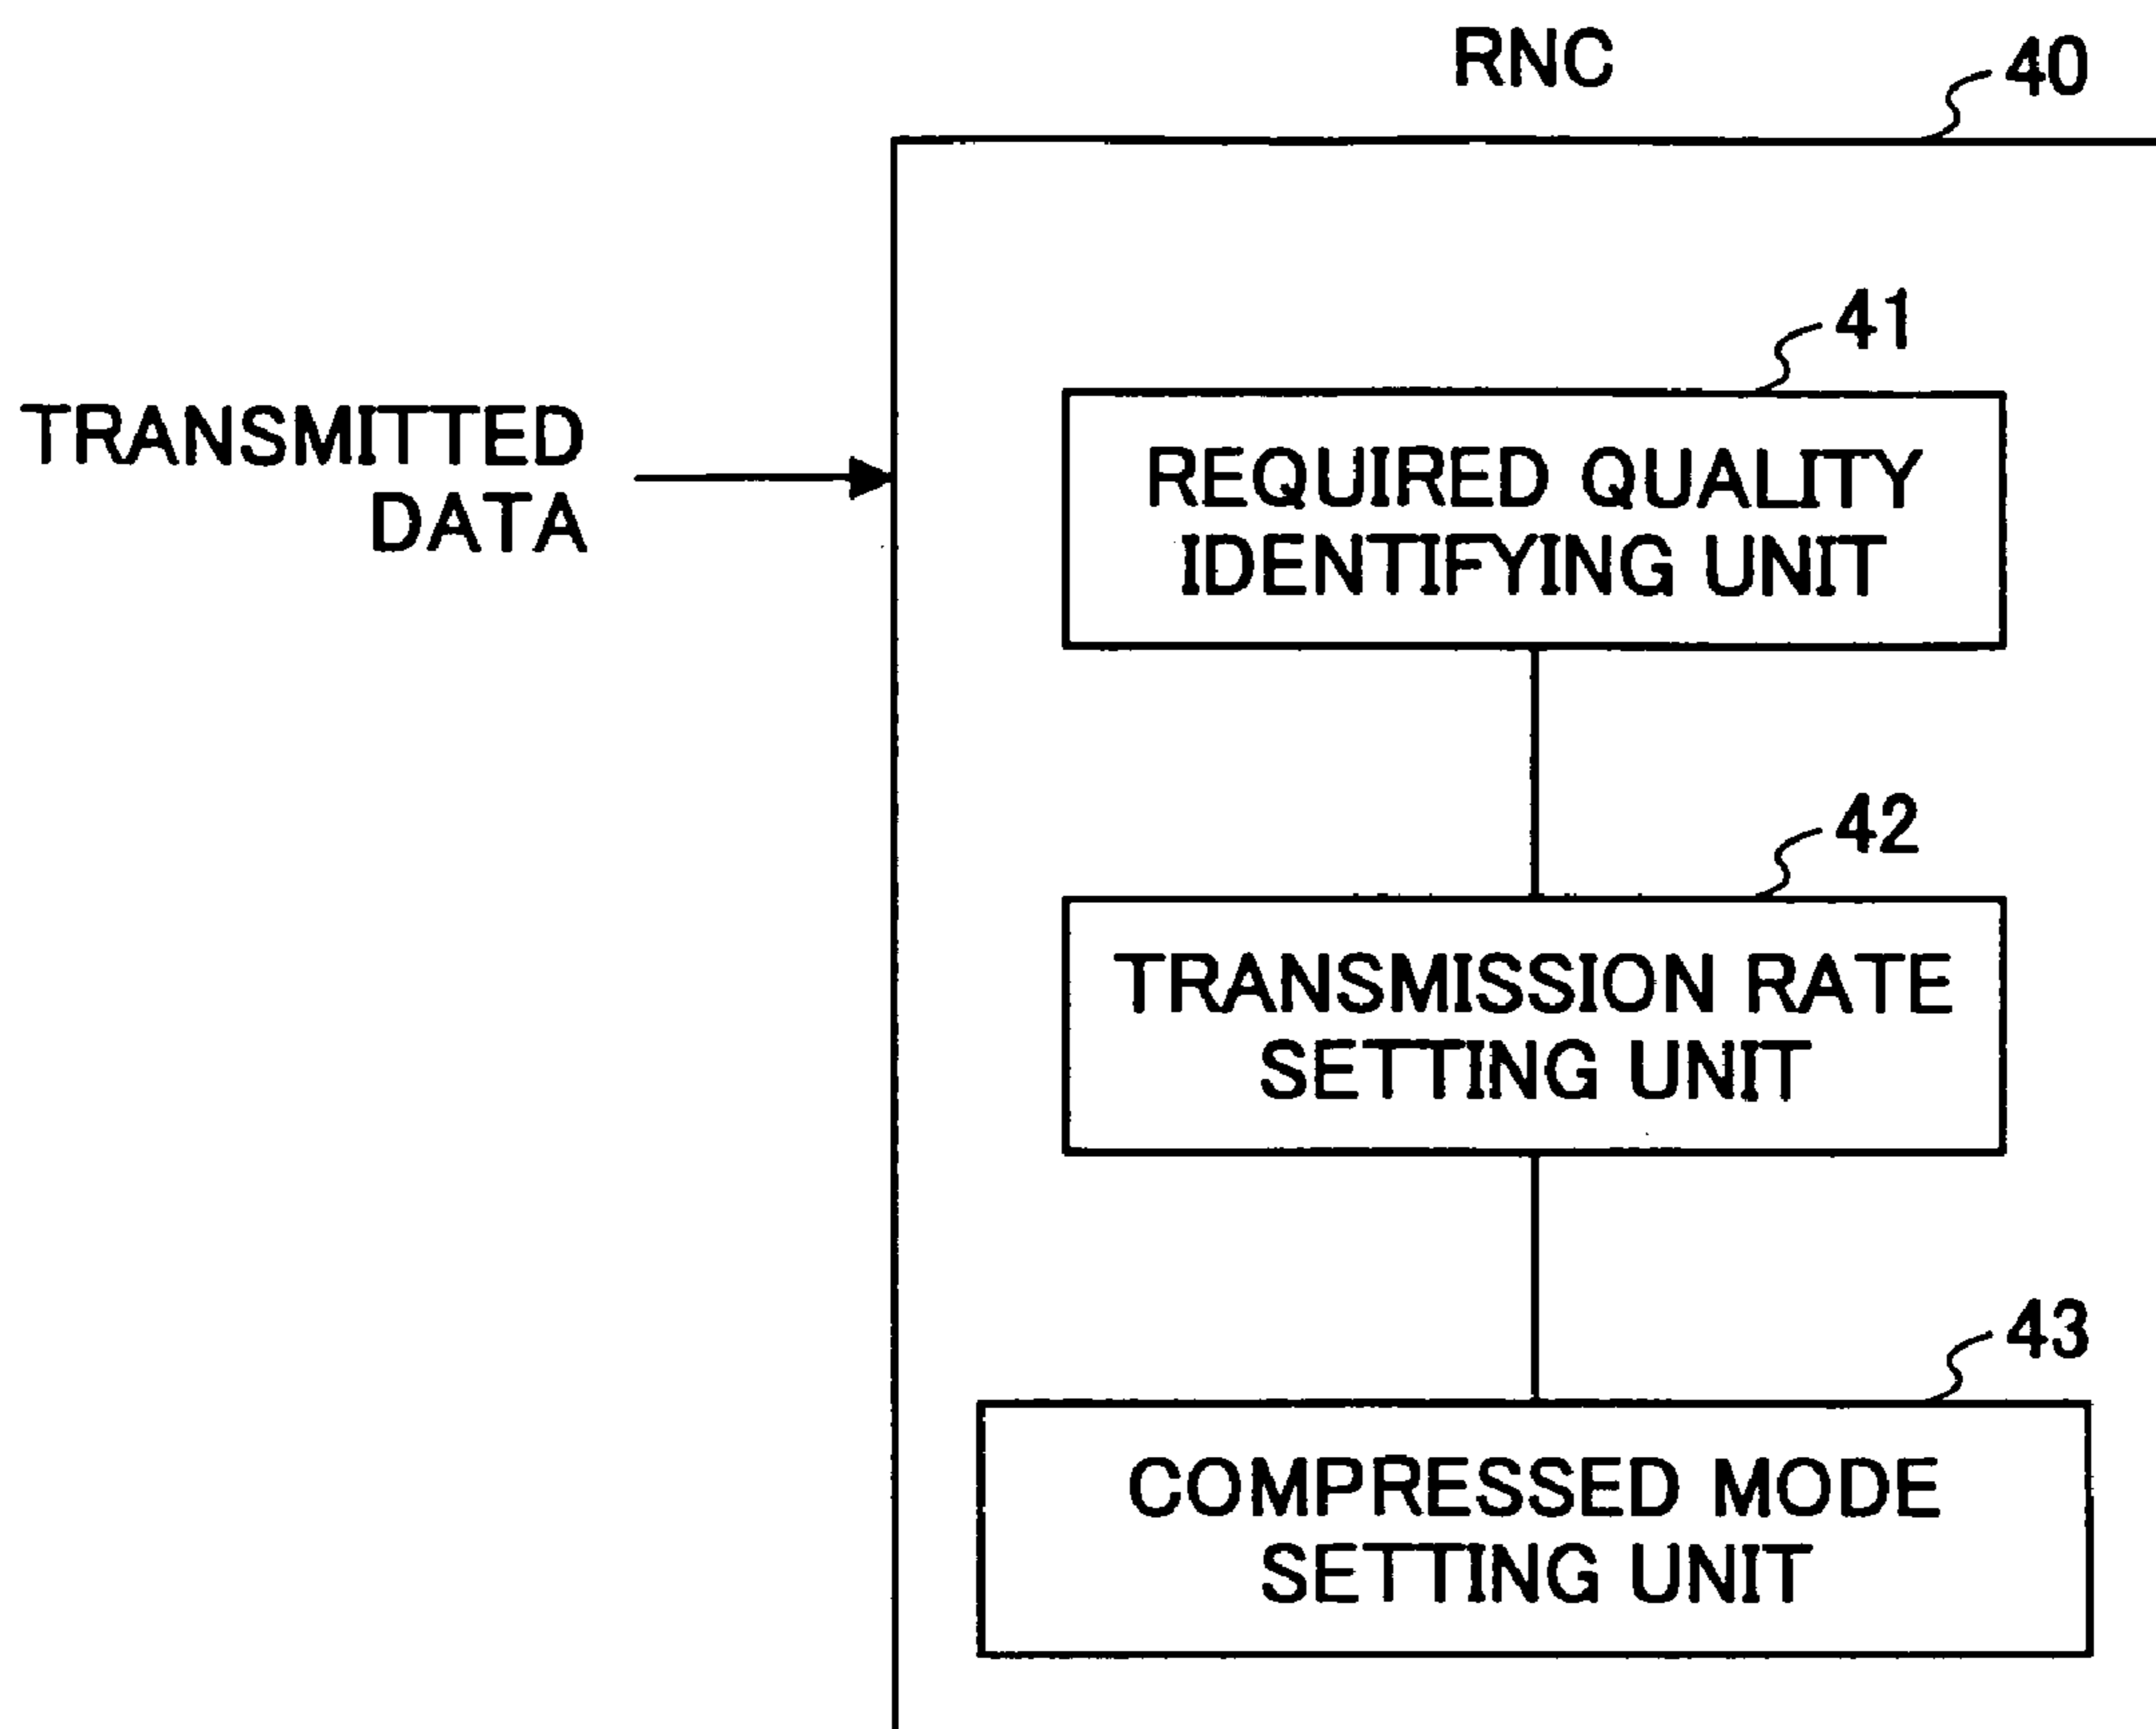 RNC
40
41
TRANSMITTED
DATA
REQUIRED QUALITY
IDENTIFYING UNIT
42
TRANSMISSION RATE
SETTING UNIT
43
COMPRESSED MODE
SETTING UNIT